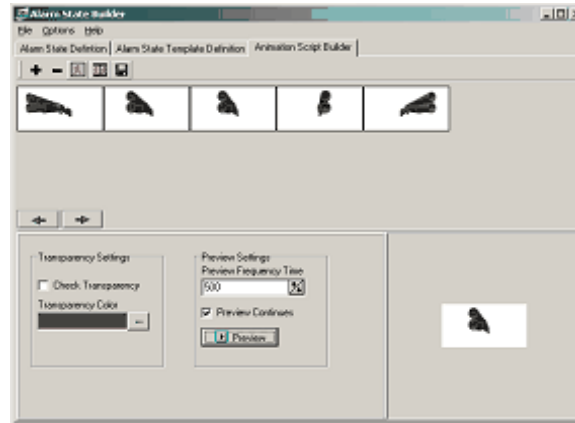 Alarm State Builder
File Options Help
Alarm State Definition Alarm State Template Definition Animation Script Builder
Transparency Settings
Check Transparency
Transparency Color
...
Preview Settings
Preview Frequency Time
500
Preview Continues
Preview